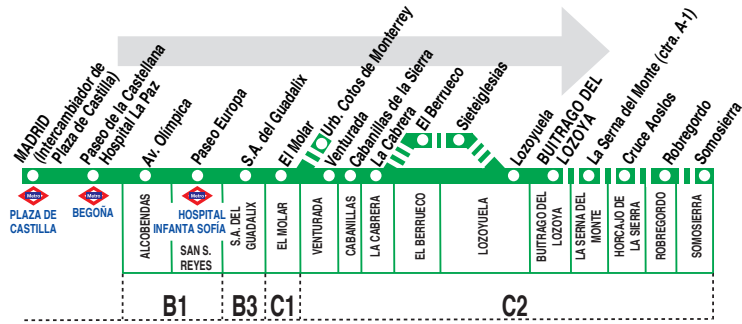 MADRID
(Intercambiador de
Plaza de Castilla)
Paseo de la Castellana
Hospital La Paz
Av. Olímpica
Paseo Europa
S.A. del Guadalix
El Molar
Urb. Cotos de Monterrey
Venturada
Cabanillas de la Sierra
La Cabrera
El Berrueco
Sieteiglesias
Lozoyuela
BUITRAGO DEL
LOZOYA
La Serna del Monte (ctra. A-1)
Cruce Aoslos
Robregordo
Somosierra
Metro
PLAZA DE
CASTILLA
Metro
BEGOÑA
Metro
HOSPITAL
INFANTA SOFÍA
ALCOBENDAS
SAN S.
REYES
S.A. DEL
GUADALIX
EL MOLAR
VENTURADA
CABANILLAS
LA CABRERA
EL BERRUECO
LOZOYUELA
BUITRAGO DEL
LOZOYA
LA SERNA DEL
MONTE
HORCAJO DE
LA SIERRA
ROBREGORDO
SOMOSIERRA
B1
B3
C1
C2